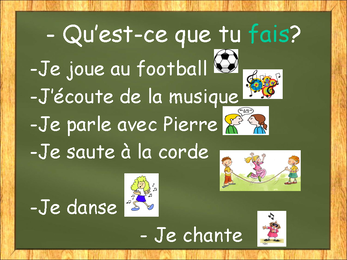 - Qu'est-ce que tu fais?
-Je joue au football
-J'écoute de la musique
-Je parle avec Pierre
-Je saute à la corde
-Je danse
- Je chante